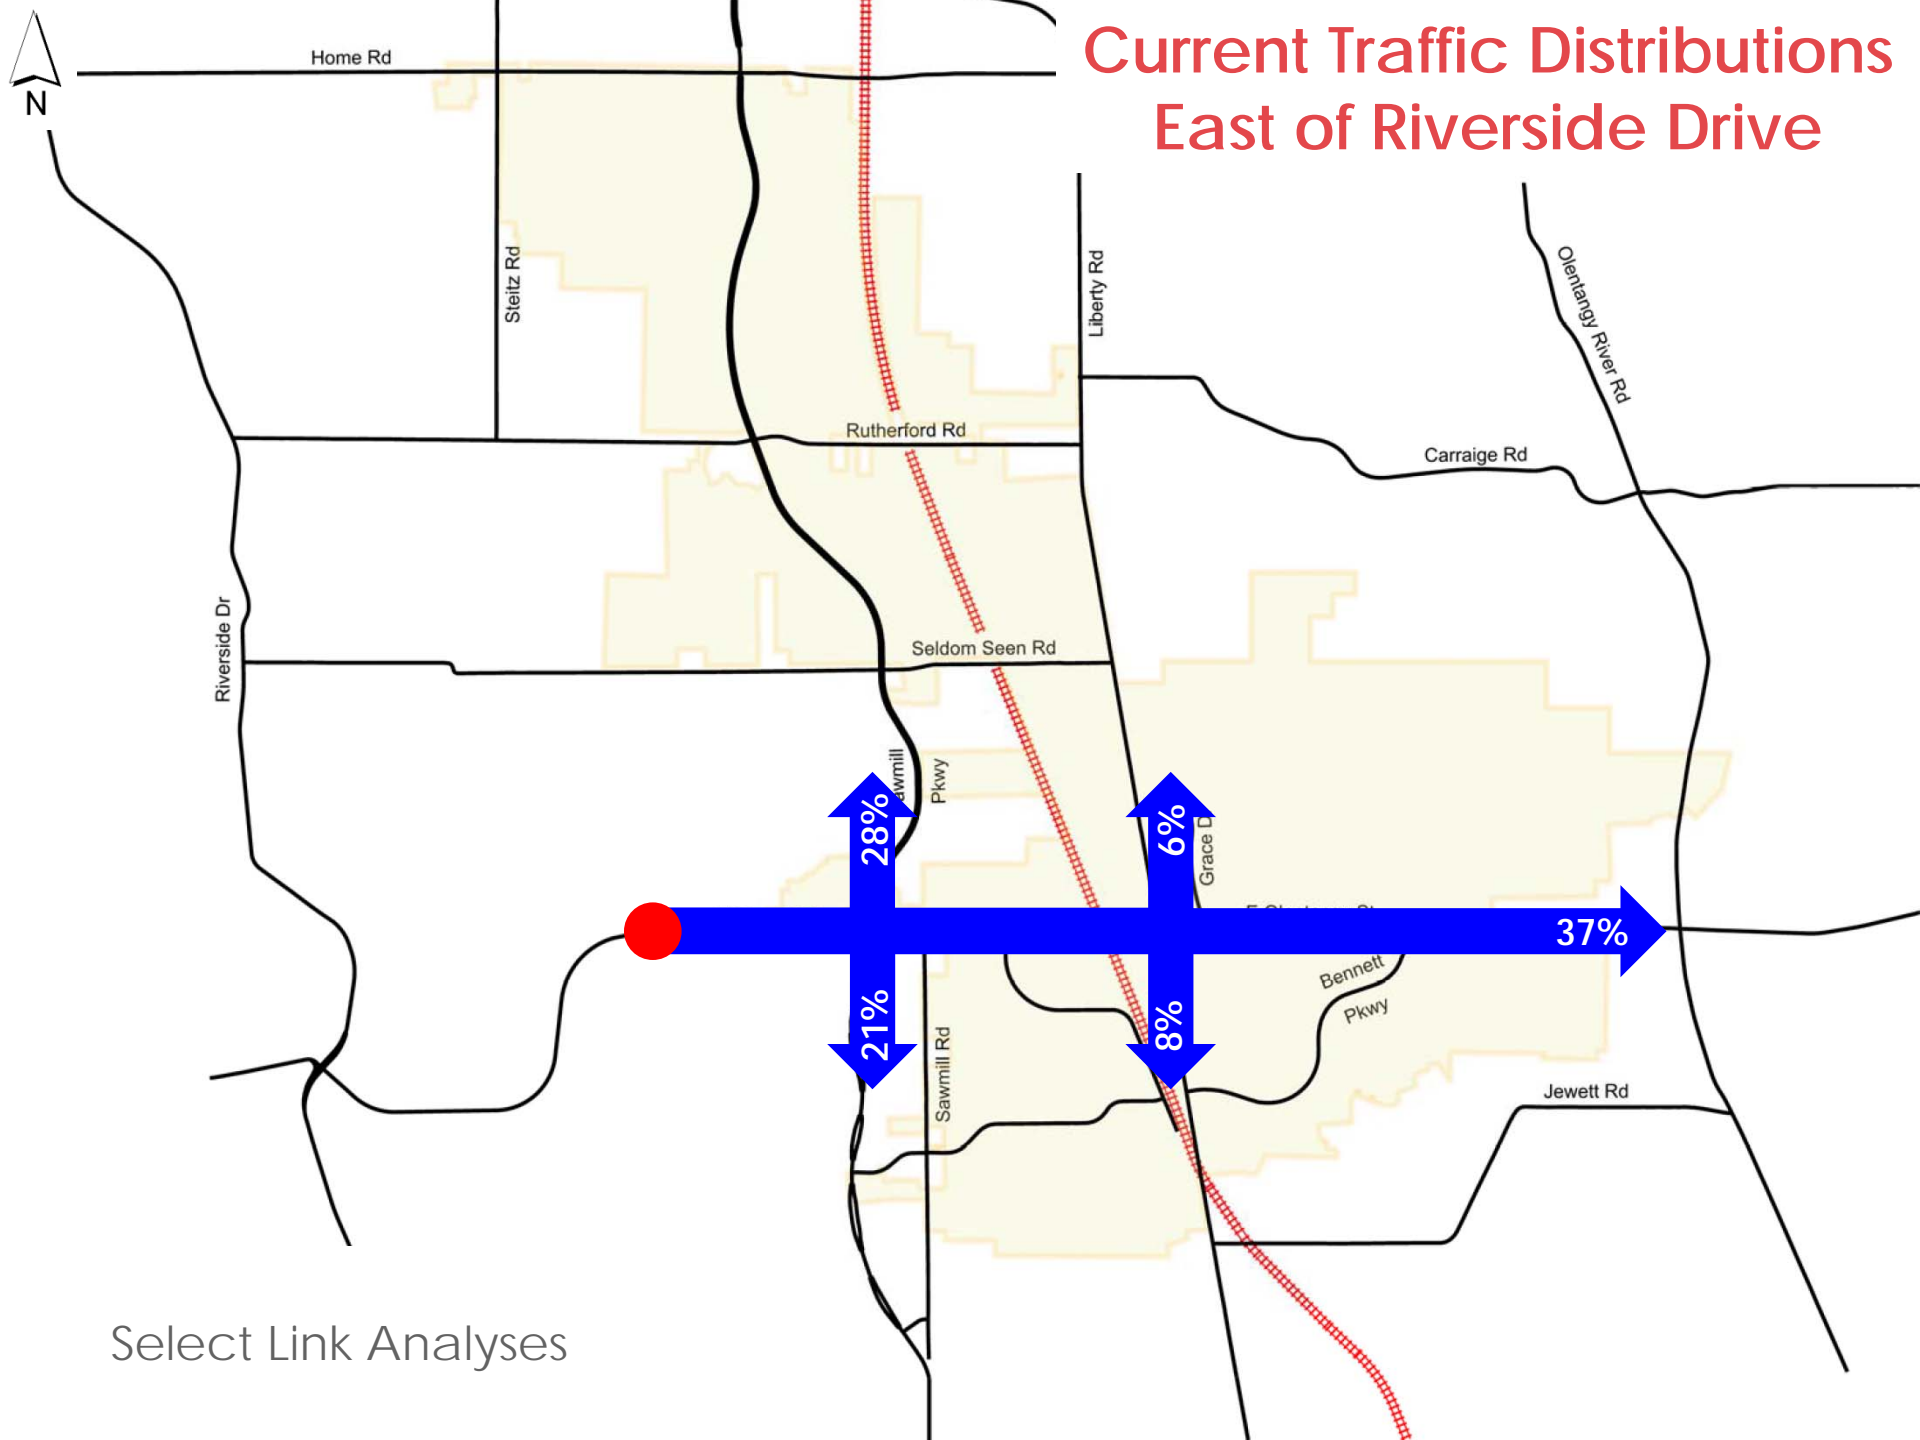 Current Traffic Distributions
East of Riverside Drive
N
Home Rd
Steitz Rd
Liberty Rd
Olentangy River Rd
Rutherford Rd
Carraige Rd
Riverside Dr
Seldom Seen Rd
Pkwy
28%
6%
Grace
37%
21%
8%
Bennett
Pkwy
Sawmill Rd
Jewett Rd
Select Link Analyses